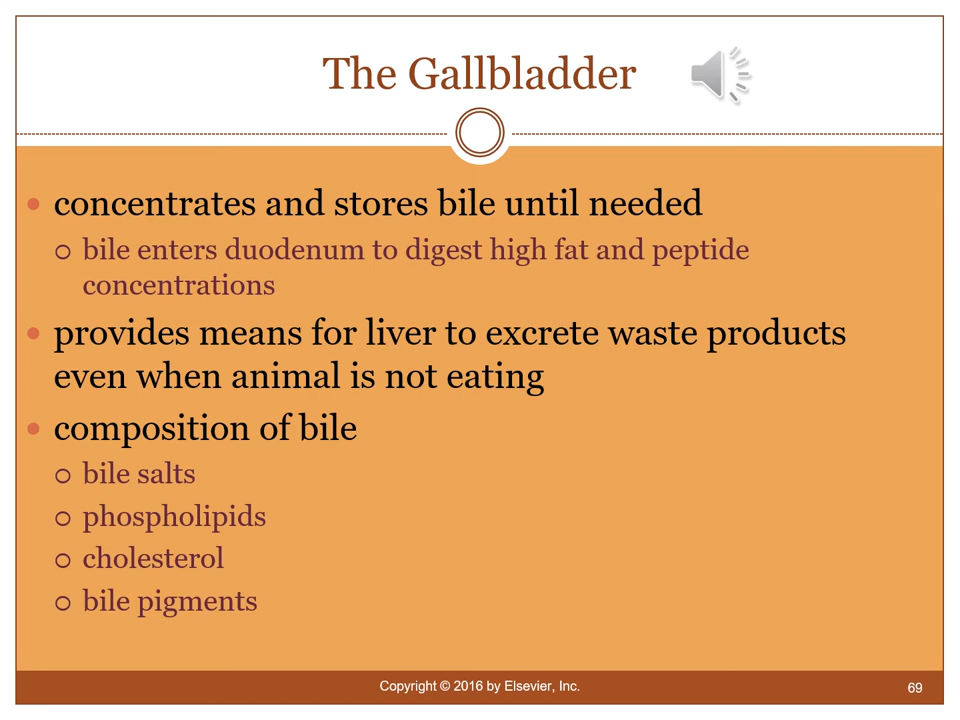 The Gallbladder
• concentrates and stores bile until needed
○ bile enters duodenum to digest high fat and peptide
concentrations
• provides means for liver to excrete waste products
even when animal is not eating
• composition of bile
○ bile salts
○ phospholipids
○ cholesterol
○ bile pigments
Copyright © 2016 by Elsevier, Inc.
69